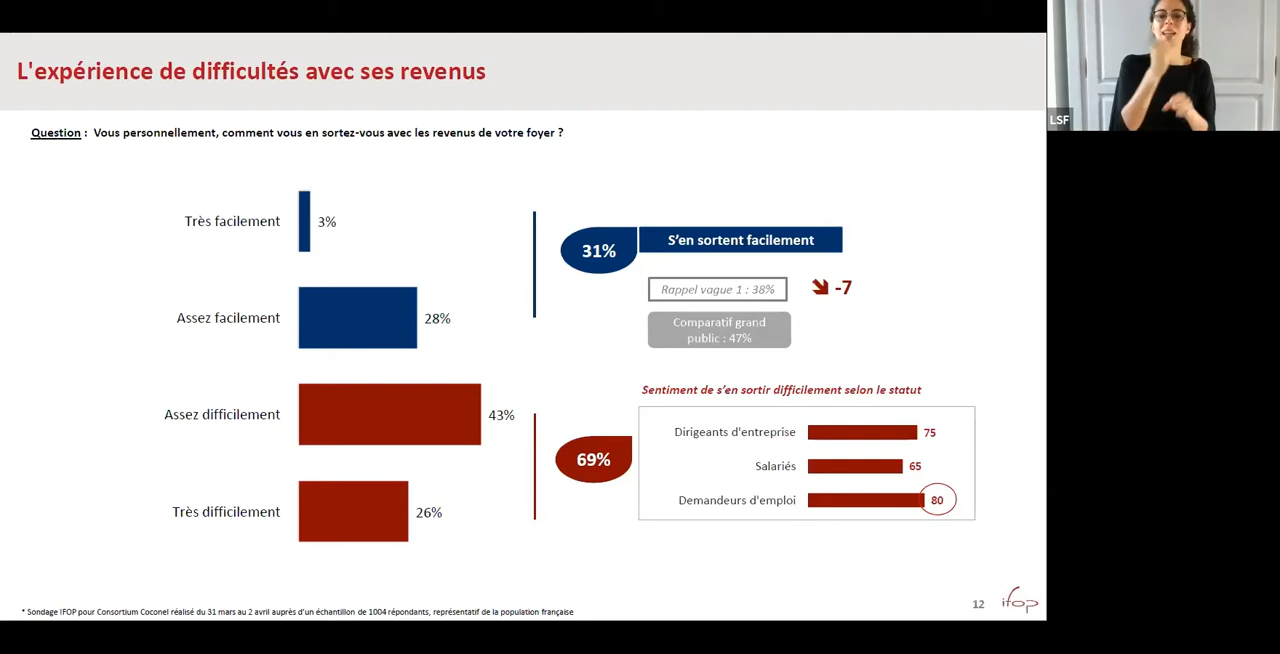 L'expérience de difficultés avec ses revenus
LSF
Question : Vous personnellement, comment vous en sortez-vous avec les revenus de votre foyer ?
Très facilement
3%
Assez facilement
28%
Assez difficilement
43%
Très difficilement
26%
31%
S'en sortent facilement
Rappel vague 1 : 38%
-7
Comparatif grand
public : 47%
69%
Sentiment de s'en sortir difficilement selon le statut
Dirigeants d'entreprise
75
Salariés
65
Demandeurs d'emploi
80
* Sondage IFOP pour Consortium Coconel réalisé du 31 mars au 2 avril auprès d'un échantillon de 1004 répondants, représentatif de la population française
12
ifop